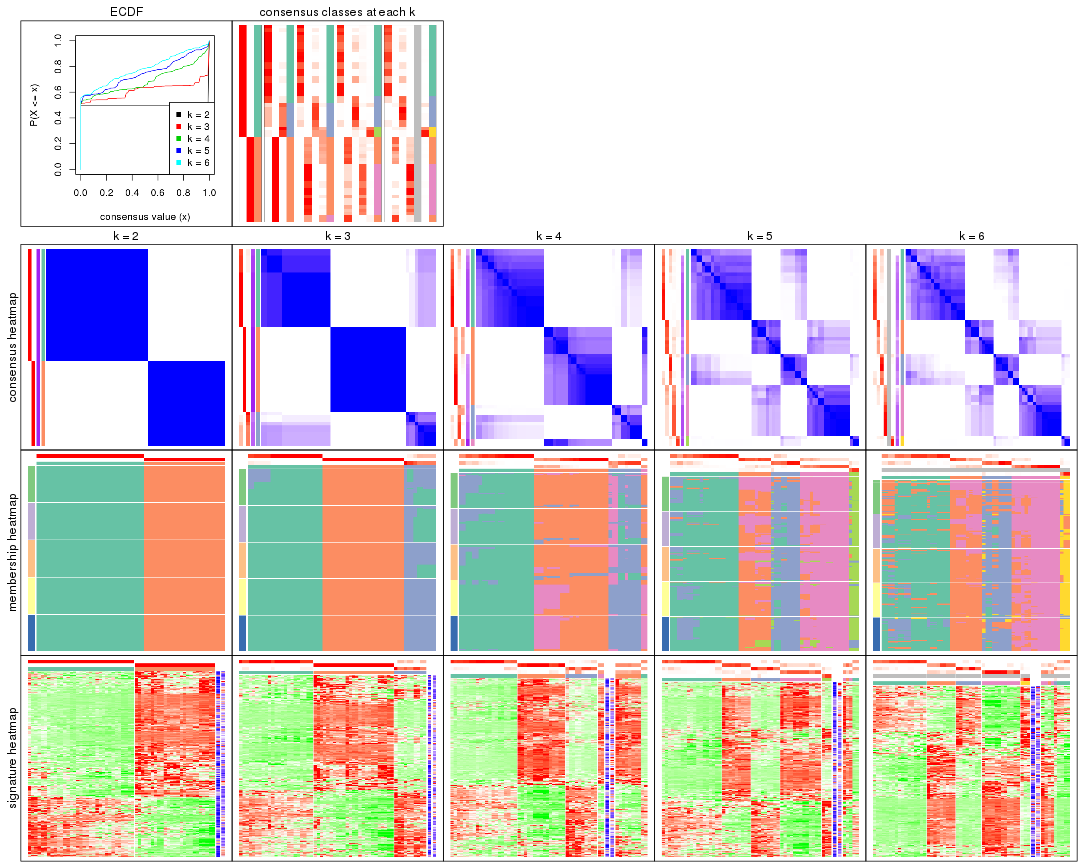 ECDF
consensus classes at each k
P(X <= x)
0.0
0.2
0.4
0.6
0.8
1.0
k = 2
k = 3
k = 4
k = 5
k = 6
0.0 0.2 0.4 0.6 0.8 1.0
consensus value (x)
k = 2
k = 3
k = 4
k = 5
k = 6
consensus heatmap
membership heatmap
signature heatmap